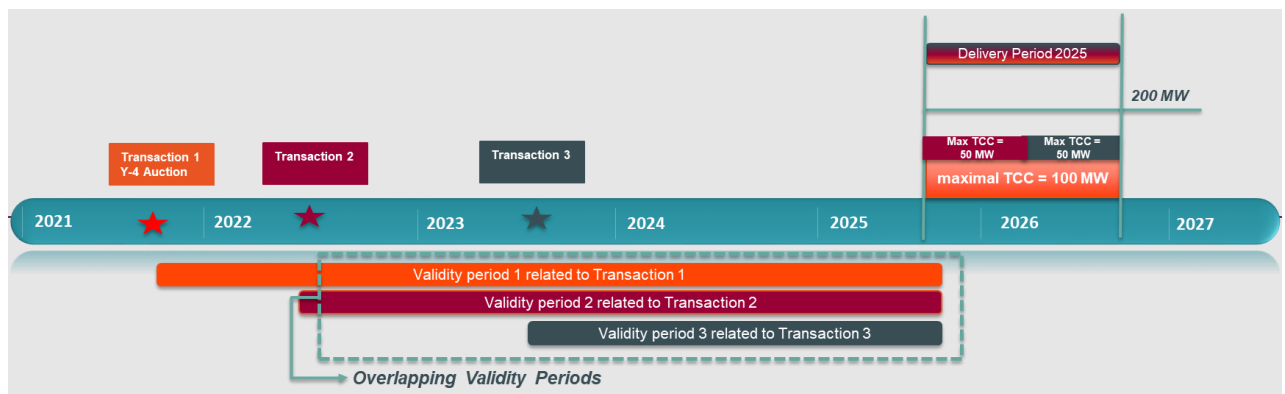 Delivery Period 2025
200 MW
Transaction 1
Y-4 Auction
Transaction 2
Transaction 3
Max TCC =
50 MW
Max TCC =
50 MW
maximal TCC = 100 MW
2021
2022
2023
2024
2025
2026
2027
Validity period 1 related to Transaction 1
Validity period 2 related to Transaction 2
Validity period 3 related to Transaction 3
Overlapping Validity Periods